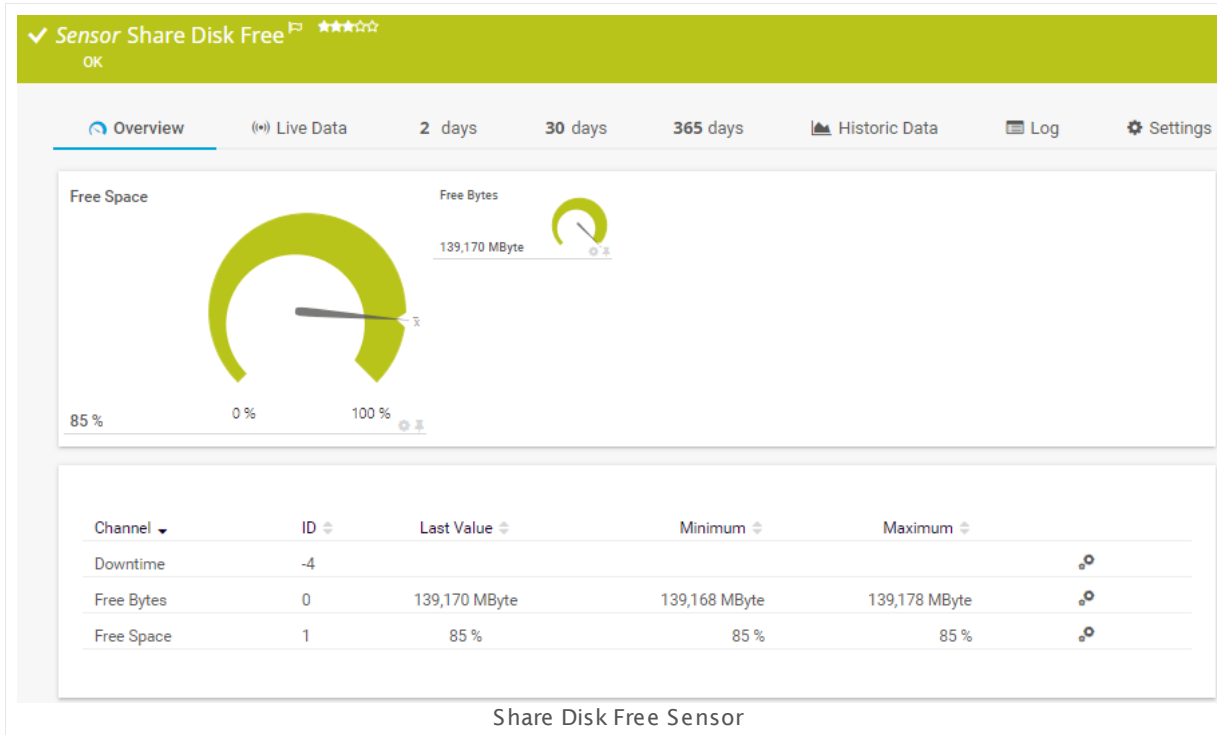 Sensor Share Disk Free
OK
Overview Live Data 2 days 30 days 365 days Historic Data Log Settings
Free Space
Free Bytes
139,170 MByte
x̄
85 %
0 %
100 %
Channel ID Last Value Minimum Maximum
Downtime -4
Free Bytes 0 139,170 MByte 139,168 MByte 139,178 MByte
Free Space 1 85 % 85 % 85 %
Share Disk Free Sensor